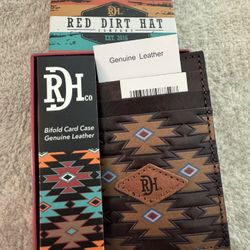 RED DIRT HAT
COMPANY
EST. 2016
Genuine Leather
RDH
CO
Bifold Card Case
Genuine Leather
RDH